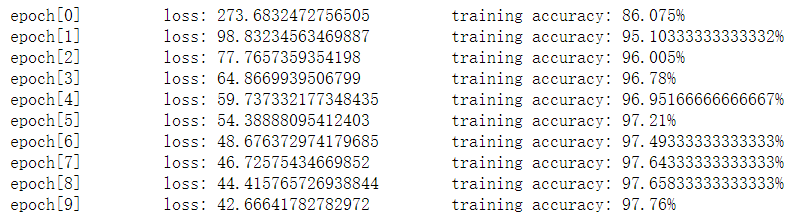 epoch[0] loss: 273.6832472756505 training accuracy: 86.075%
epoch[1] loss: 98.83234563469887 training accuracy: 95.10333333333332%
epoch[2] loss: 77.7657359354198 training accuracy: 96.005%
epoch[3] loss: 64.8669939506799 training accuracy: 96.78%
epoch[4] loss: 59.737332177348435 training accuracy: 96.95166666666667%
epoch[5] loss: 54.38888095412403 training accuracy: 97.21%
epoch[6] loss: 48.676372974179685 training accuracy: 97.49333333333333%
epoch[7] loss: 46.72575434669852 training accuracy: 97.64333333333333%
epoch[8] loss: 44.415765726938844 training accuracy: 97.65833333333333%
epoch[9] loss: 42.66641782782972 training accuracy: 97.76%